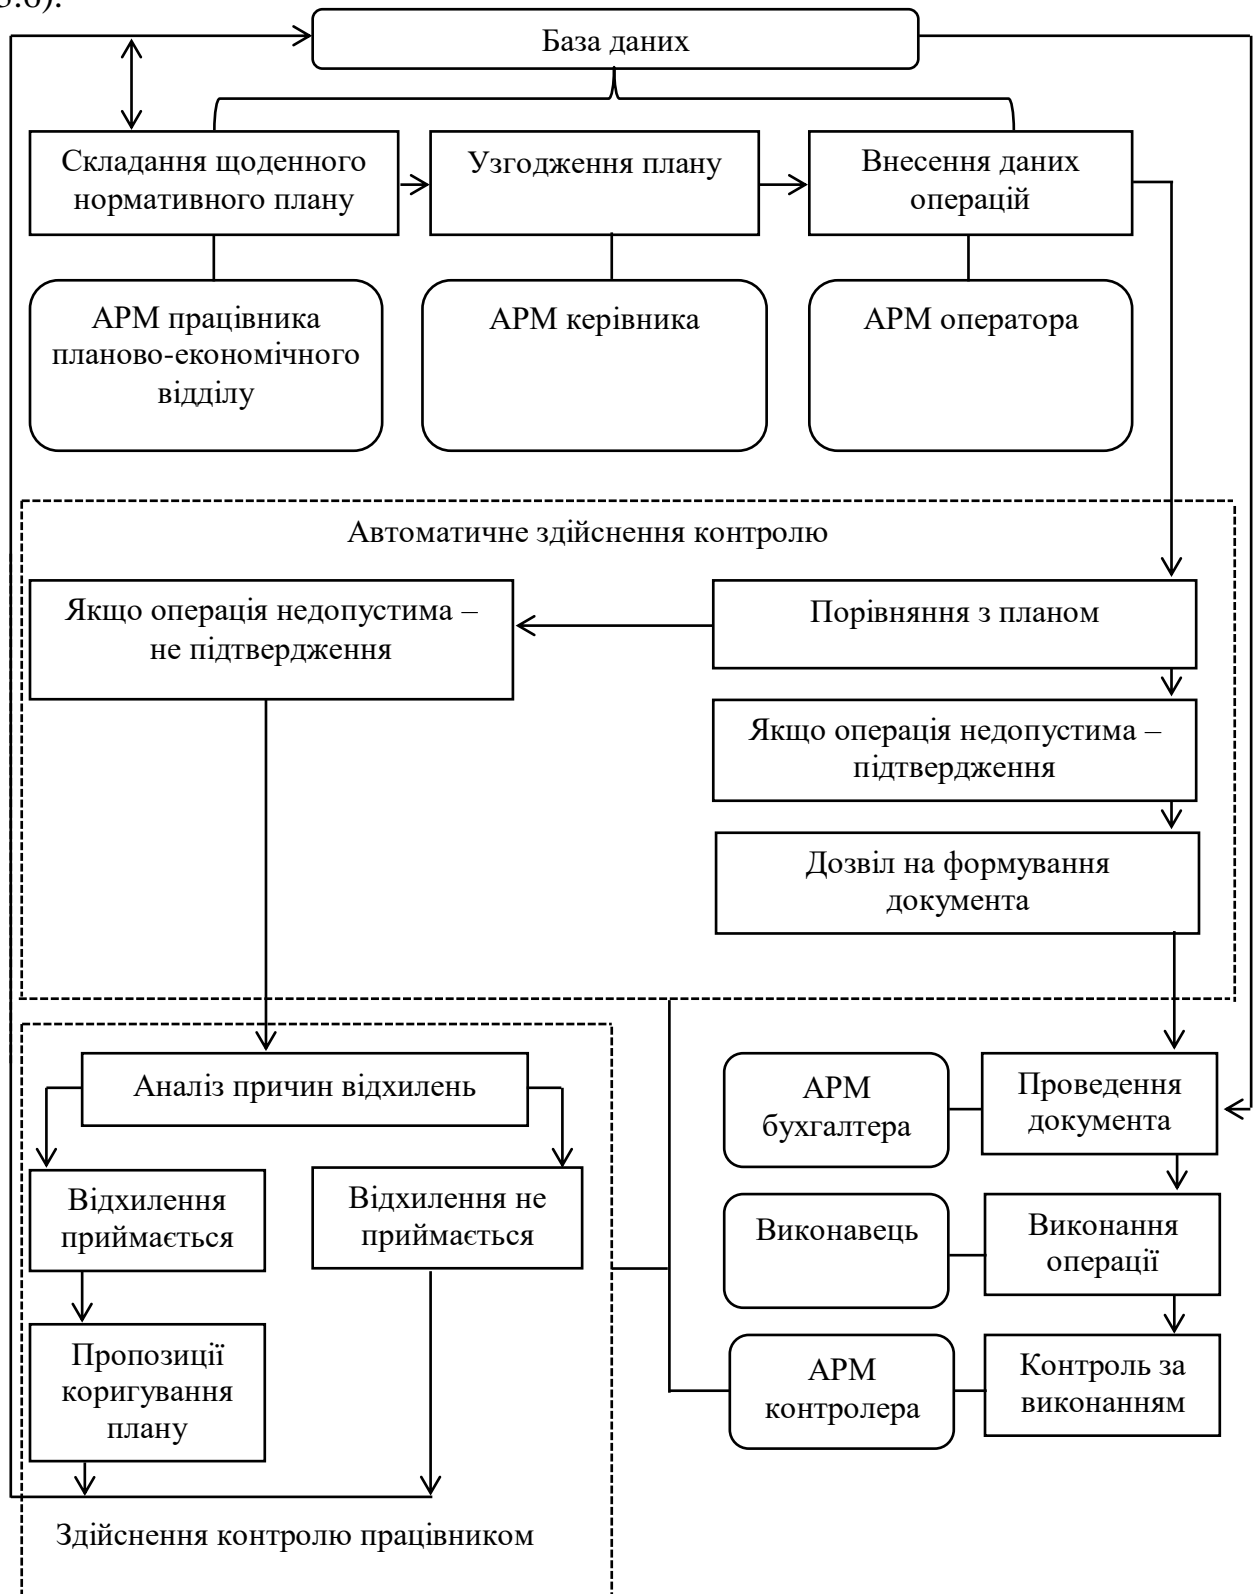 3.6).
База даних
Складання щоденного
нормативного плану
Узгодження плану
Внесення даних
операцій
АРМ працівника
планово-економічного
відділу
АРМ керівника
АРМ оператора
Автоматичне здійснення контролю
Якщо операція недопустима –
не підтвердження
Порівняння з планом
Якщо операція недопустима –
підтвердження
Дозвіл на формування
документа
Аналіз причин відхилень
АРМ
бухгалтера
Проведення
документа
Відхилення
приймається
Відхилення не
приймається
Виконавець
Виконання
операції
Пропозиції
коригування
плану
АРМ
контролера
Контроль за
виконанням
Здійснення контролю працівником